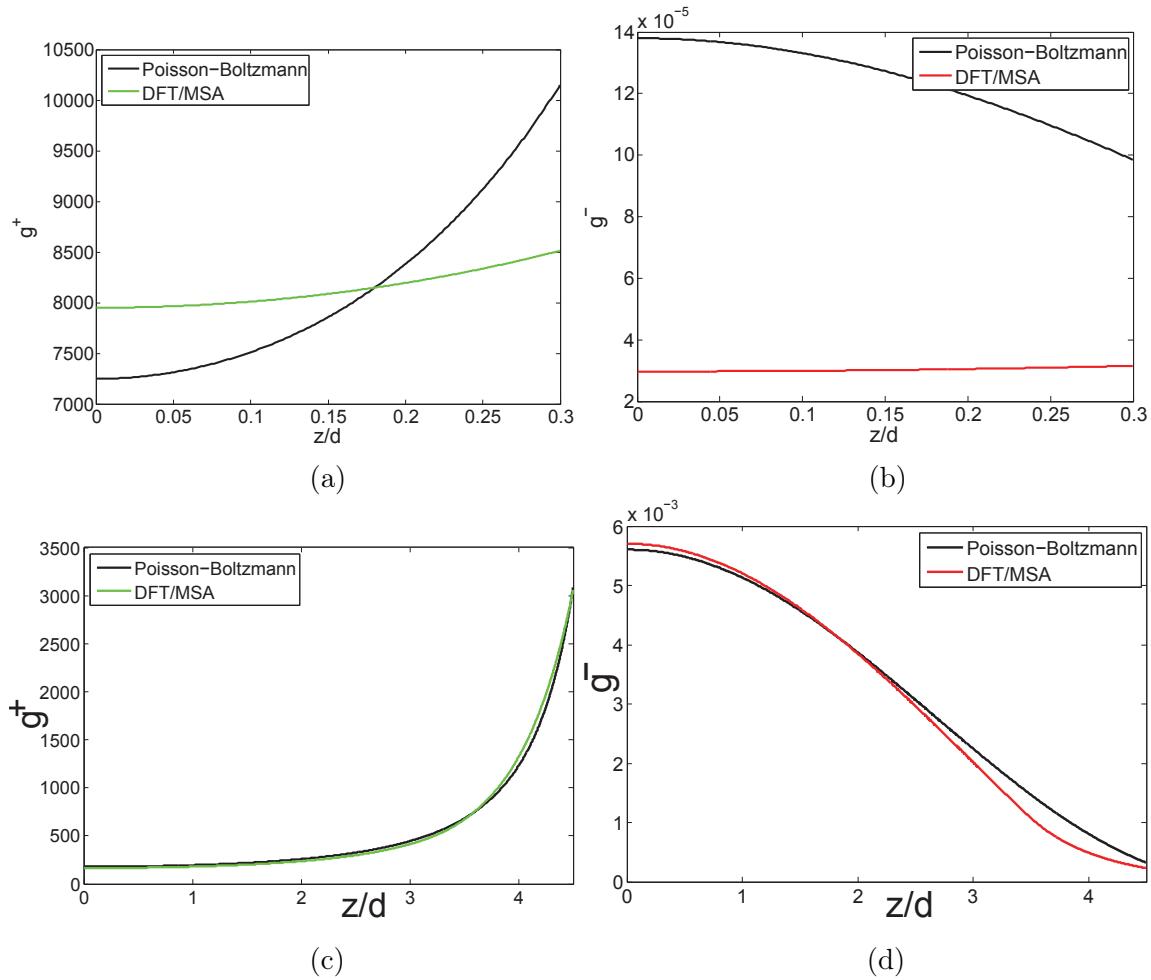 10500
10000
9500
9000
8500
8000
7500
7000
g+
Poisson−Boltzmann
DFT/MSA
0 0.05 0.1 0.15 0.2 0.25 0.3
z/d
(a)
x 10−5
14
12
10
8
6
4
2
g−
Poisson−Boltzmann
DFT/MSA
0 0.05 0.1 0.15 0.2 0.25 0.3
z/d
(b)
3500
3000
2500
2000
1500
1000
500
0
g+
Poisson−Boltzmann
DFT/MSA
0 1 2 3 4
z/d
(c)
x 10−3
6
5
4
3
2
1
0
g−
Poisson−Boltzmann
DFT/MSA
0 1 2 3 4
z/d
(d)